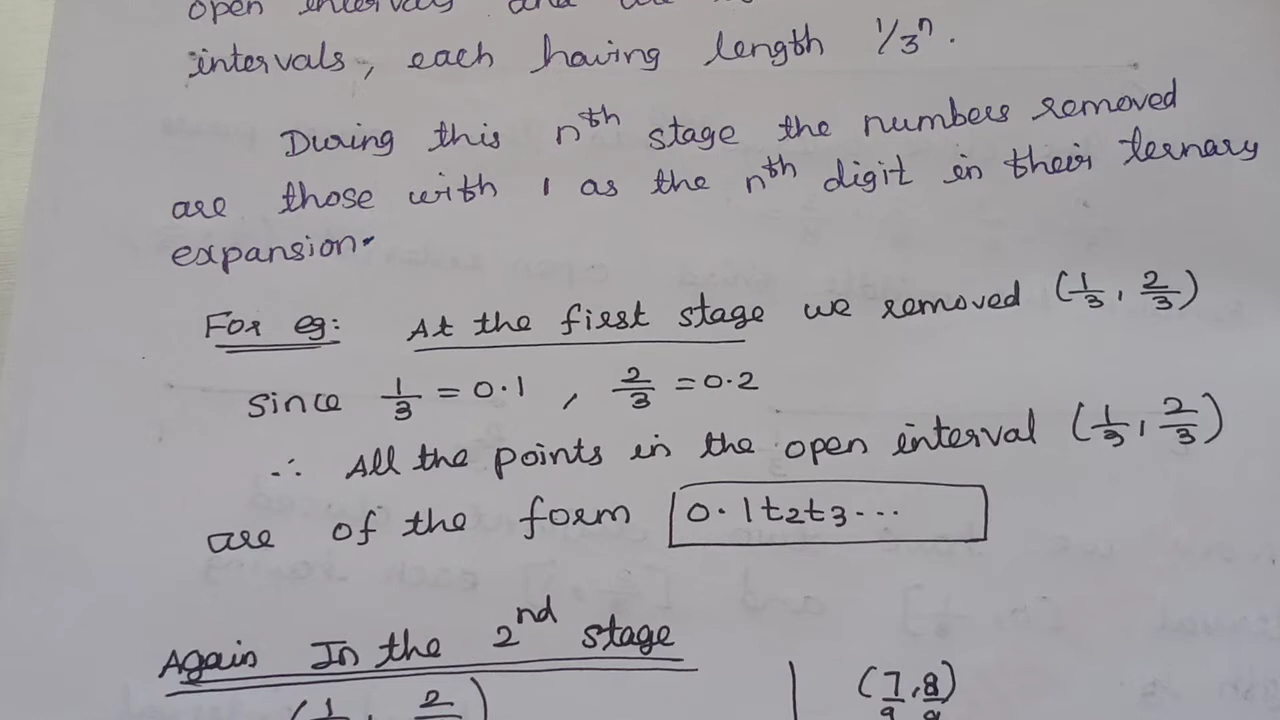 open intervals and
intervals, each having length 1/3ⁿ.
During this nth stage the numbers removed
are those with 1 as the nth digit in their ternary
expansion.
For eg: At the first stage we removed (1/3, 2/3)
since 1/3 = 0.1, 2/3 = 0.2
∴ All the points in the open interval (1/3, 2/3)
are of the form 0.1t2t3...
Again In the 2nd stage
(7/9, 8/9)